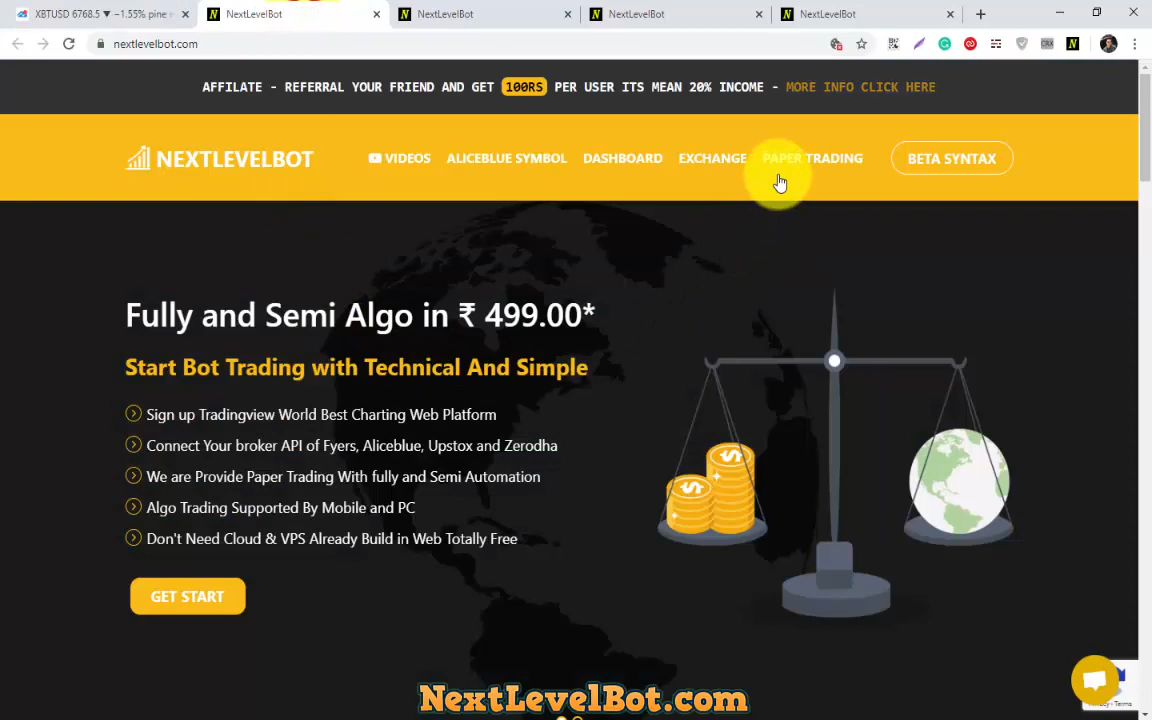 XBTUSD 6768.5 ▼ −1.55% pine
NextLevelBot
NextLevelBot
NextLevelBot
NextLevelBot
nextlevelbot.com
AFFILATE - REFERRAL YOUR FRIEND AND GET 100RS PER USER ITS MEAN 20% INCOME - MORE INFO CLICK HERE
NEXTLEVELBOT
VIDEOS
ALICEBLUE SYMBOL
DASHBOARD
EXCHANGE
PAPER TRADING
BETA SYNTAX
Fully and Semi Algo in ₹ 499.00*
Start Bot Trading with Technical And Simple
Sign up Tradingview World Best Charting Web Platform
Connect Your broker API of Fyers, Aliceblue, Upstox and Zerodha
We are Provide Paper Trading With fully and Semi Automation
Algo Trading Supported By Mobile and PC
Don't Need Cloud & VPS Already Build in Web Totally Free
GET START
NextLevelBot.com